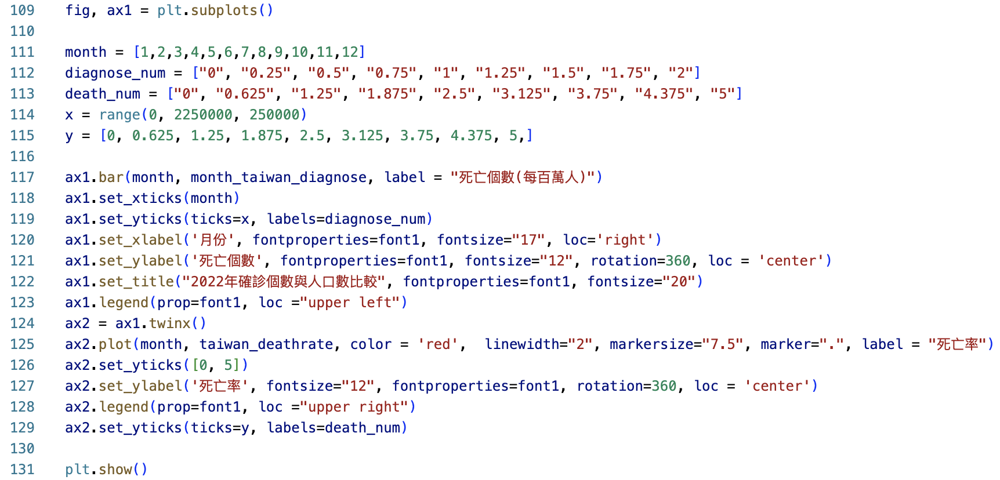 109 fig, ax1 = plt.subplots()
110
111 month = [1,2,3,4,5,6,7,8,9,10,11,12]
112 diagnose_num = ["0", "0.25", "0.5", "0.75", "1", "1.25", "1.5", "1.75", "2"]
113 death_num = ["0", "0.625", "1.25", "1.875", "2.5", "3.125", "3.75", "4.375", "5"]
114 x = range(0, 2250000, 250000)
115 y = [0, 0.625, 1.25, 1.875, 2.5, 3.125, 3.75, 4.375, 5,]
116
117 ax1.bar(month, month_taiwan_diagnose, label = "死亡個數(每百萬人)")
118 ax1.set_xticks(month)
119 ax1.set_yticks(ticks=x, labels=diagnose_num)
120 ax1.set_xlabel('月份', fontproperties=font1, fontsize="17", loc='right')
121 ax1.set_ylabel('死亡個數', fontproperties=font1, fontsize="12", rotation=360, loc = 'center')
122 ax1.set_title("2022年確診個數與人口數比較", fontproperties=font1, fontsize="20")
123 ax1.legend(prop=font1, loc ="upper left")
124 ax2 = ax1.twinx()
125 ax2.plot(month, taiwan_deathrate, color = 'red',  linewidth="2", markersize="7.5", marker=".", label = "死亡率")
126 ax2.set_yticks([0, 5])
127 ax2.set_ylabel('死亡率', fontsize="12", fontproperties=font1, rotation=360, loc = 'center')
128 ax2.legend(prop=font1, loc ="upper right")
129 ax2.set_yticks(ticks=y, labels=death_num)
130
131 plt.show()